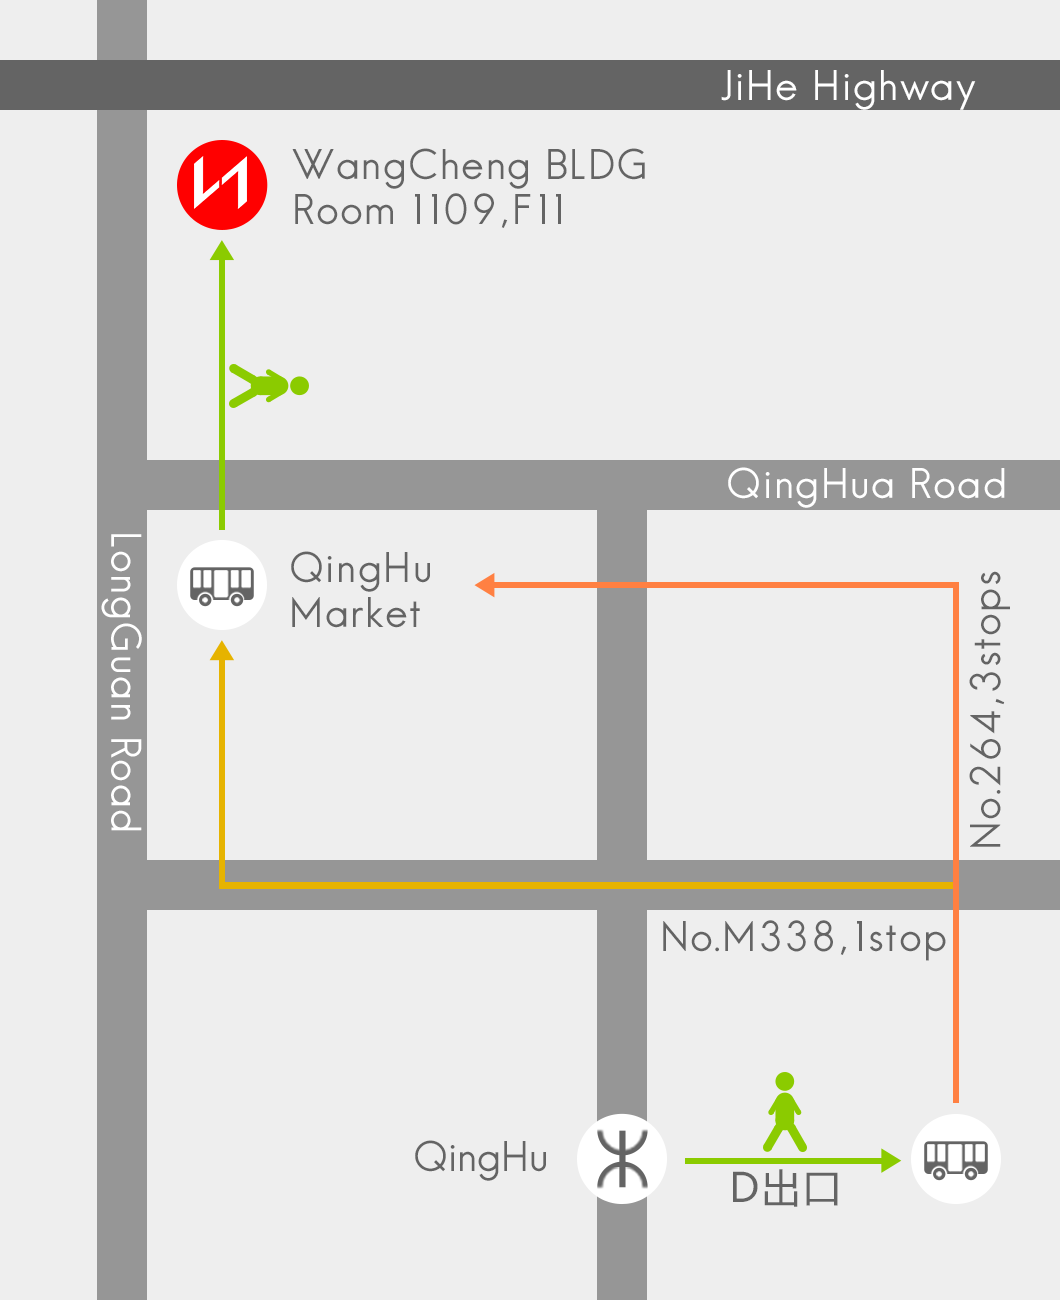 JiHe Highway
WangCheng BLDG
Room 1109,F11
QingHua Road
LongGuan Road
QingHu
Market
No.264,3stops
No.M338,1stop
QingHu
D出口